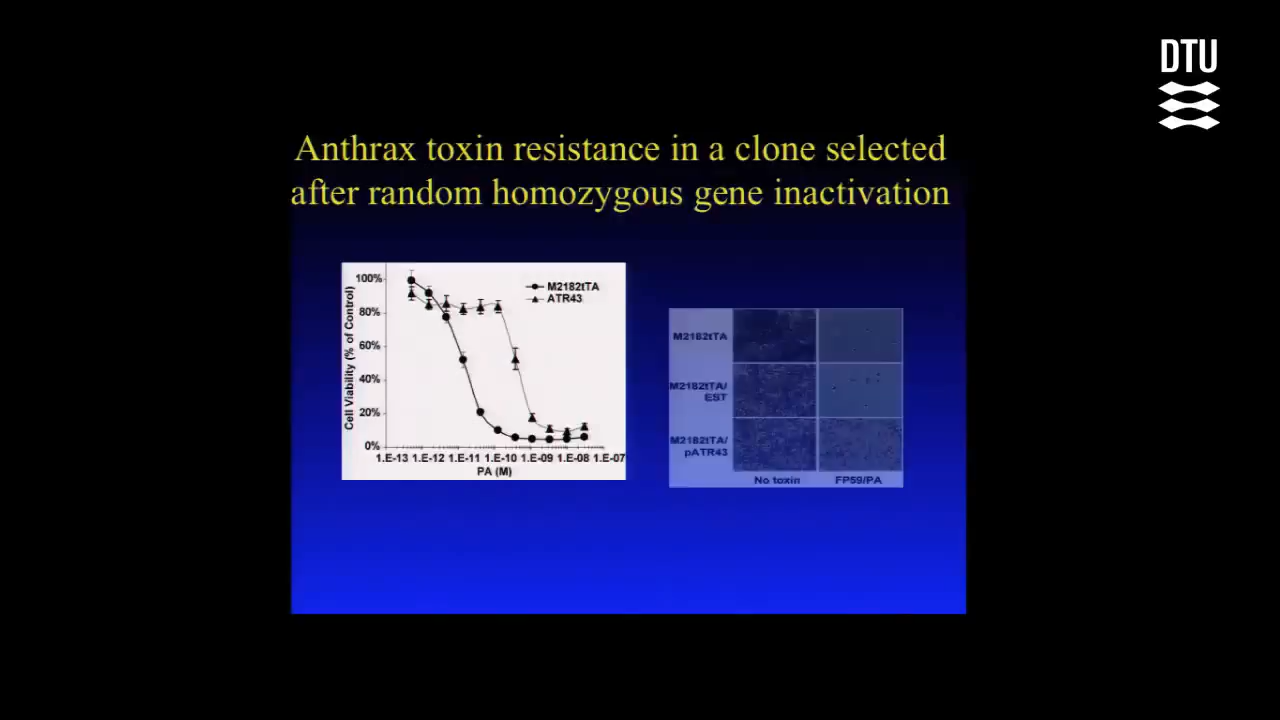 DTU
Anthrax toxin resistance in a clone selected
after random homozygous gene inactivation
100%
80%
60%
40%
20%
0%
Cell Viability (% of Control)
M2182tTA
ATR43
1.E-13 1.E-12 1.E-11 1.E-10 1.E-09 1.E-08 1.E-07
PA (M)
M2182tTA
M2182tTA/
EST
M2182tTA/
pATR43
No toxin FP59/PA